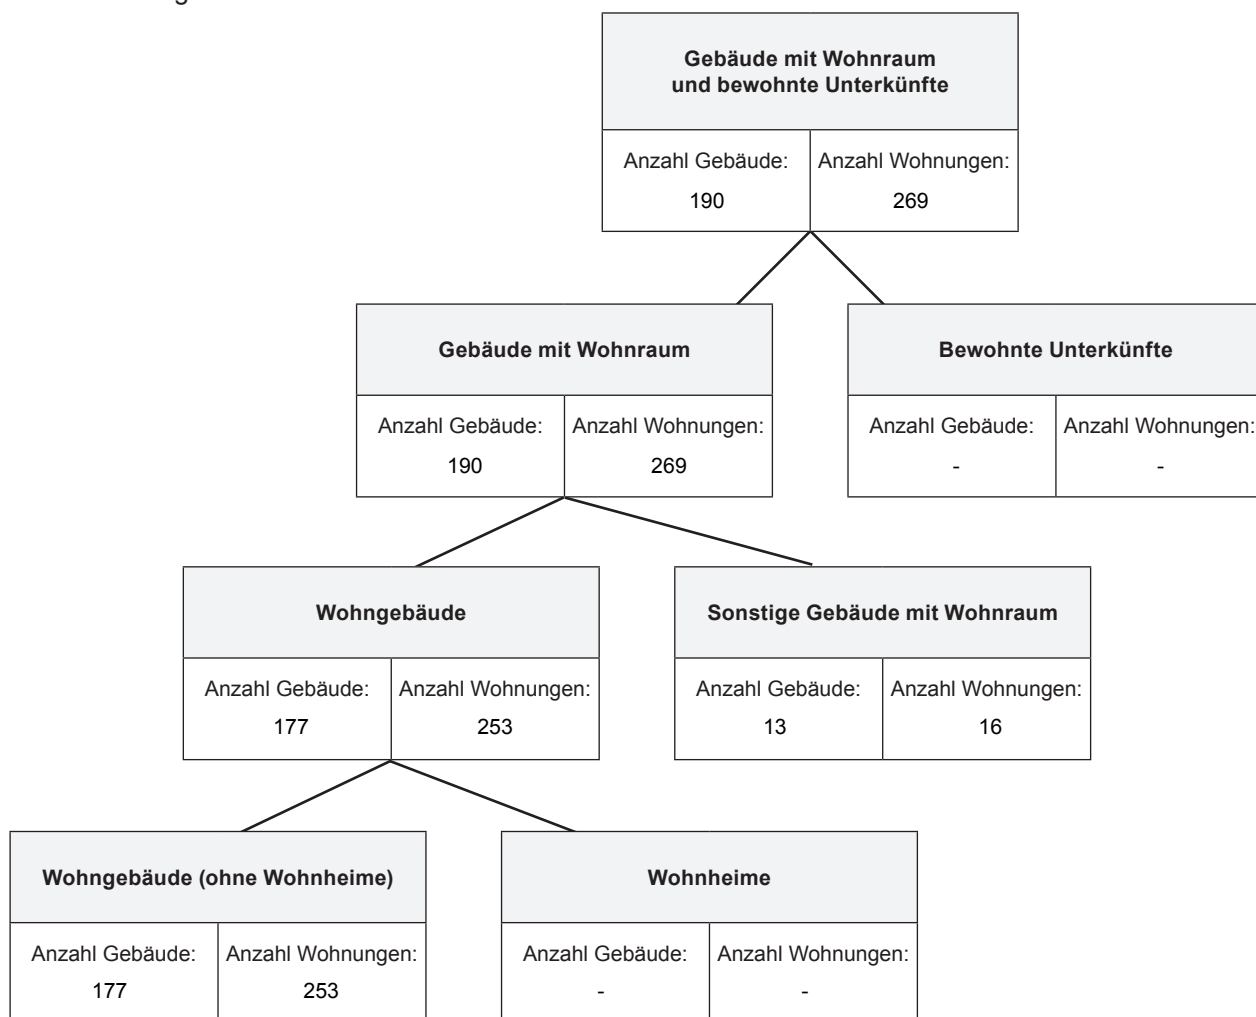 Gebäude mit Wohnraum
und bewohnte Unterkünfte
Anzahl Gebäude: Anzahl Wohnungen:
190 269
Gebäude mit Wohnraum
Anzahl Gebäude: Anzahl Wohnungen:
190 269
Bewohnte Unterkünfte
Anzahl Gebäude: Anzahl Wohnungen:
- -
Wohngebäude
Anzahl Gebäude: Anzahl Wohnungen:
177 253
Sonstige Gebäude mit Wohnraum
Anzahl Gebäude: Anzahl Wohnungen:
13 16
Wohngebäude (ohne Wohnheime)
Anzahl Gebäude: Anzahl Wohnungen:
177 253
Wohnheime
Anzahl Gebäude: Anzahl Wohnungen:
- -